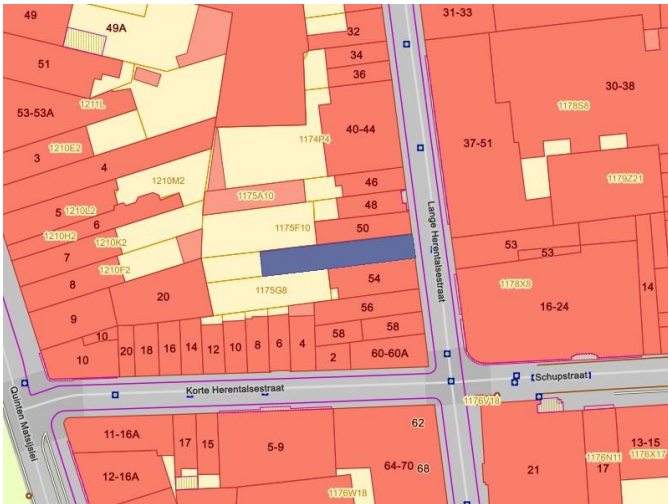 49
49A
51
1211L
53-53A
1210E2
3
4
1210M2
5
1210L2
6
1210H2
7
1210K2
1210F2
8
9
20
10
10
20
18
16
14
12
10
8
6
4
32
34
36
40-44
1174P4
46
1175A10
48
50
1175F10
54
1175G8
56
58
58
2
60-60A
Lange Herentalsestraat
31-33
30-38
1178S8
37-51
1179Z21
53
53
1178X8
16-24
14
Quinten Matsijslei
Korte Herentalsestraat
Schupstraat
1176V18
11-16A
12-16A
17
15
5-9
62
64-70
68
1176W18
21
17
1176N11
13-15
1176X17